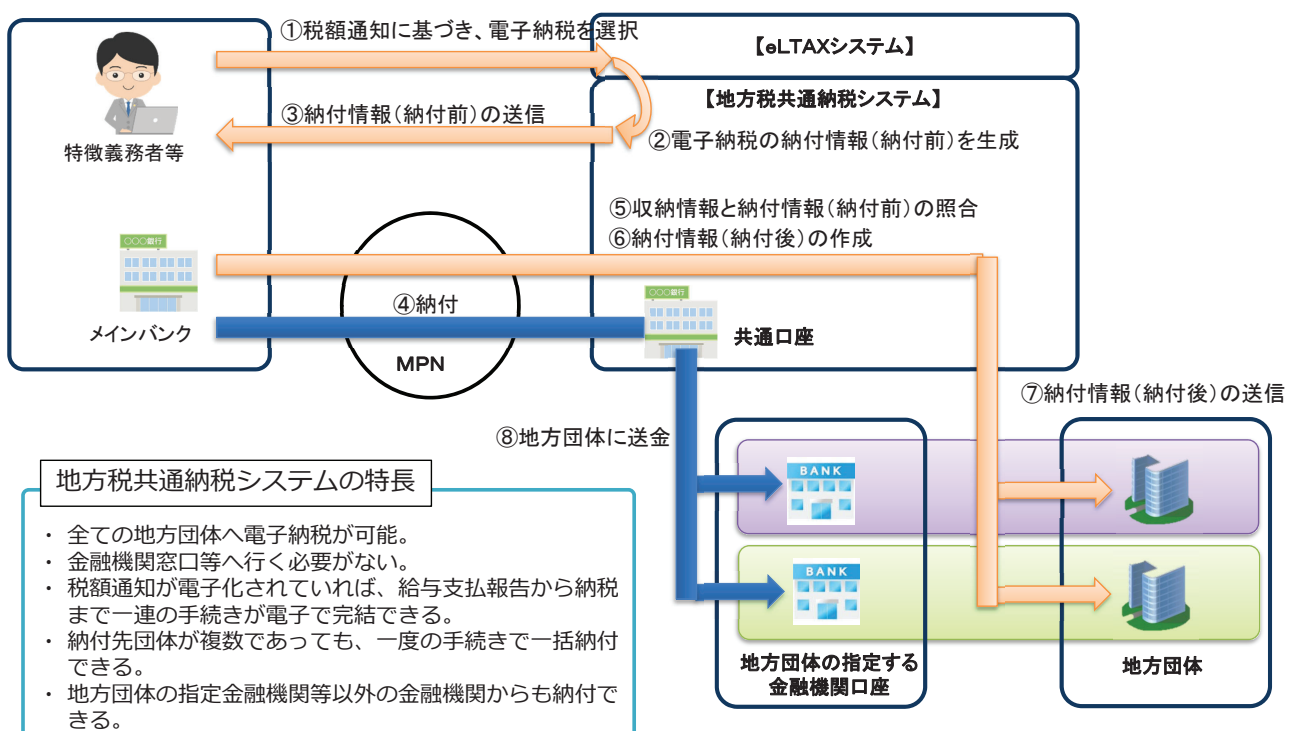 ①税額通知に基づき、電子納税を選択
【eLTAXシステム】
【地方税共通納税システム】
③納付情報(納付前)の送信
②電子納税の納付情報(納付前)を生成
特徴義務者等
⑤収納情報と納付情報(納付前)の照合
⑥納付情報(納付後)の作成
〇〇〇銀行
④納付
〇〇〇銀行
メインバンク
共通口座
MPN
⑦納付情報(納付後)の送信
⑧地方団体に送金
BANK
BANK
地方団体の指定する
金融機関口座
地方団体
地方税共通納税システムの特長
・ 全ての地方団体へ電子納税が可能。
・ 金融機関窓口等へ行く必要がない。
・ 税額通知が電子化されていれば、給与支払報告から納税
まで一連の手続きが電子で完結できる。
・ 納付先団体が複数であっても、一度の手続きで一括納付
できる。
・ 地方団体の指定金融機関等以外の金融機関からも納付で
きる。